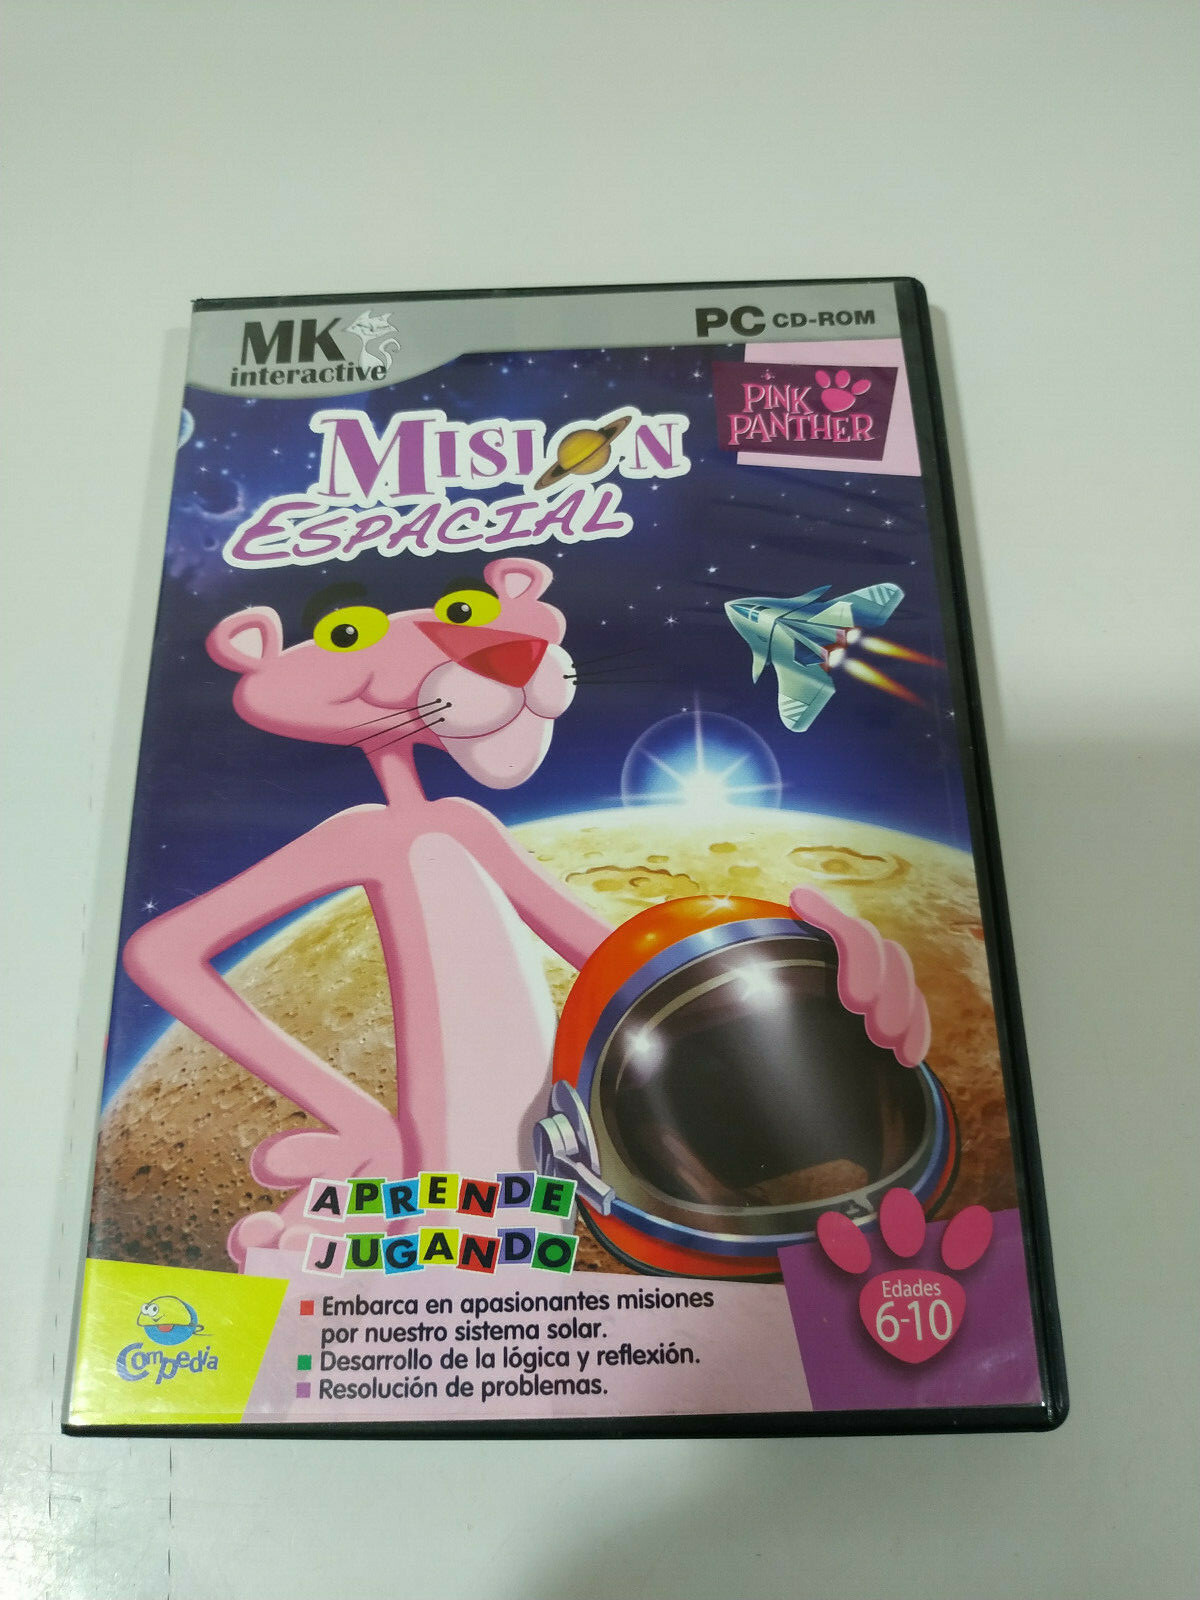 MK
interactive
PC CD-ROM
PINK
PANTHER
MISIÓN
ESPACIAL
APRENDE
JUGANDO
Embarca en apasionantes misiones
por nuestro sistema solar.
Desarrollo de la lógica y reflexión.
Resolución de problemas.
Compedia
Edades
6-10